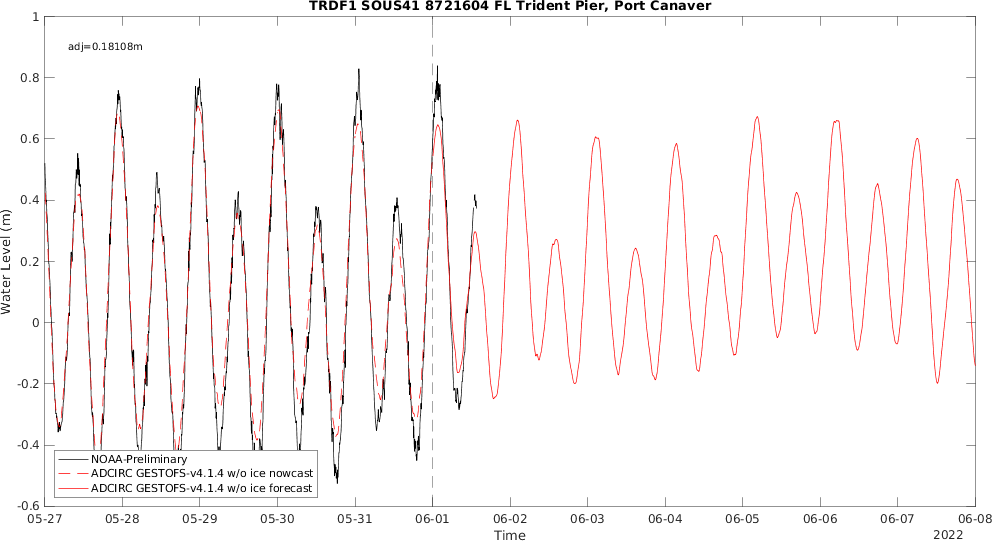 TRDF1 SOUS41 8721604 FL Trident Pier, Port Canaver
adj=0.18108m
1
0.8
0.6
0.4
0.2
0
-0.2
-0.4
-0.6
Water Level (m)
NOAA-Preliminary
ADCIRC GESTOFS-v4.1.4 w/o ice nowcast
ADCIRC GESTOFS-v4.1.4 w/o ice forecast
05-27 05-28 05-29 05-30 05-31 06-01 06-02 06-03 06-04 06-05 06-06 06-07 06-08
Time
2022